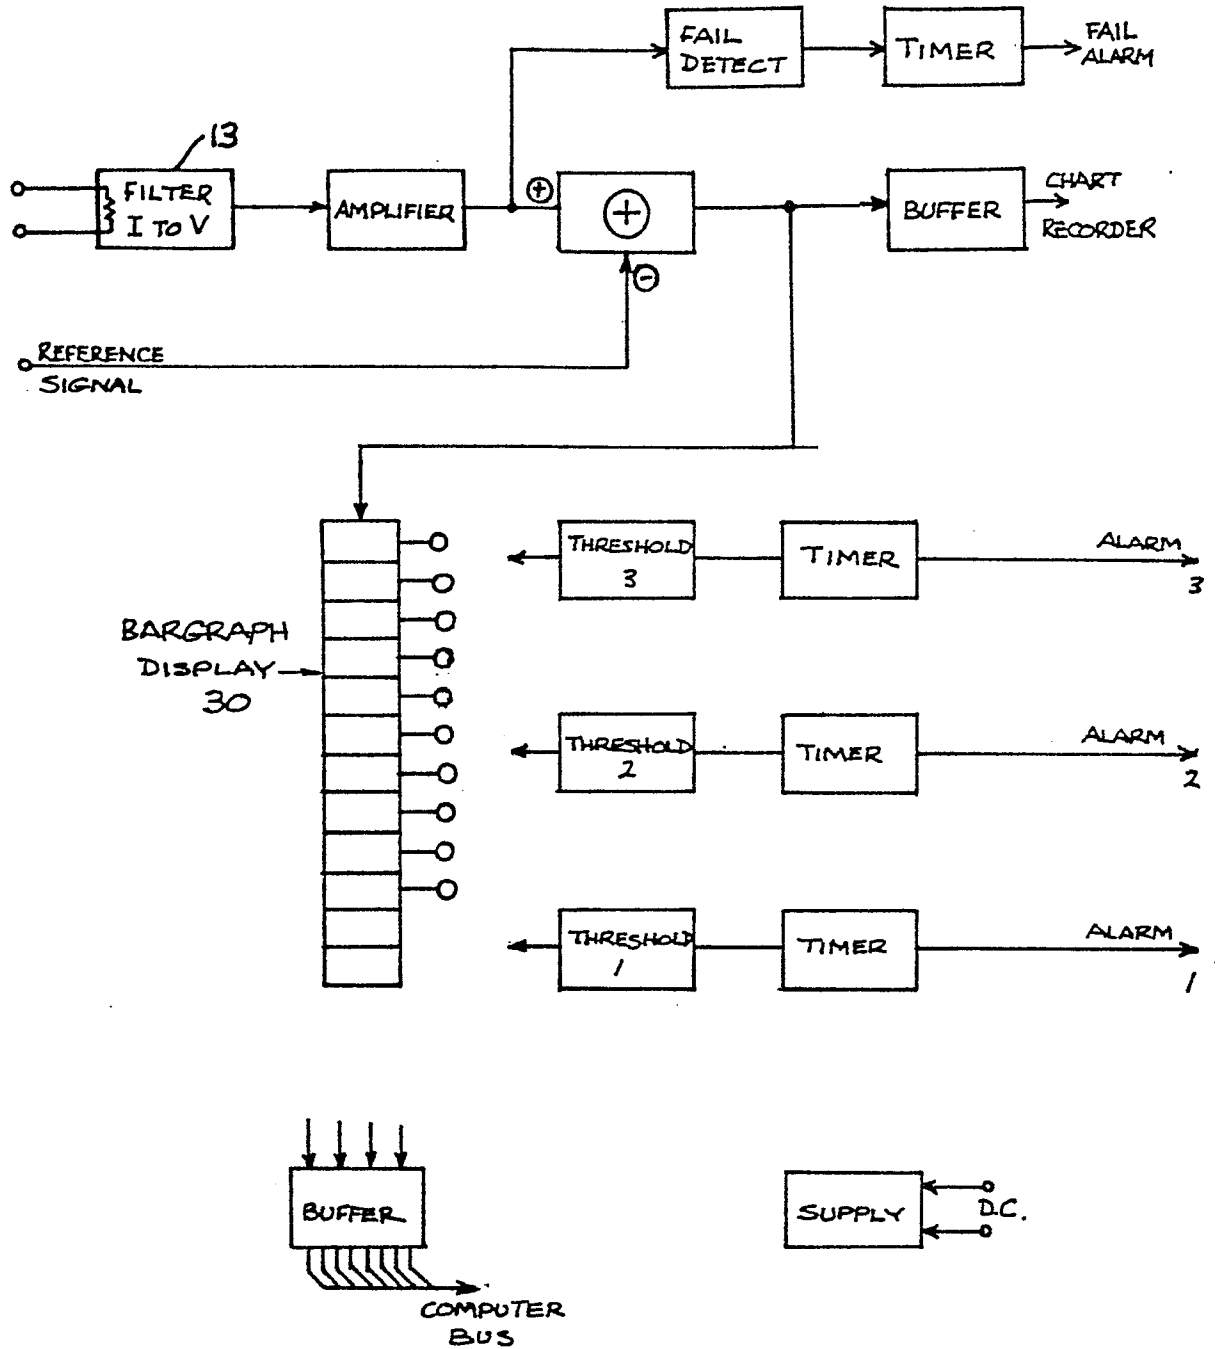 FAIL
DETECT
TIMER
FAIL
ALARM
13
FILTER
I TO V
AMPLIFIER
+
+
-
BUFFER
CHART
RECORDER
REFERENCE
SIGNAL
BARGRAPH
DISPLAY
30
THRESHOLD
3
TIMER
ALARM
3
THRESHOLD
2
TIMER
ALARM
2
THRESHOLD
1
TIMER
ALARM
1
BUFFER
COMPUTER
BUS
SUPPLY
D.C.